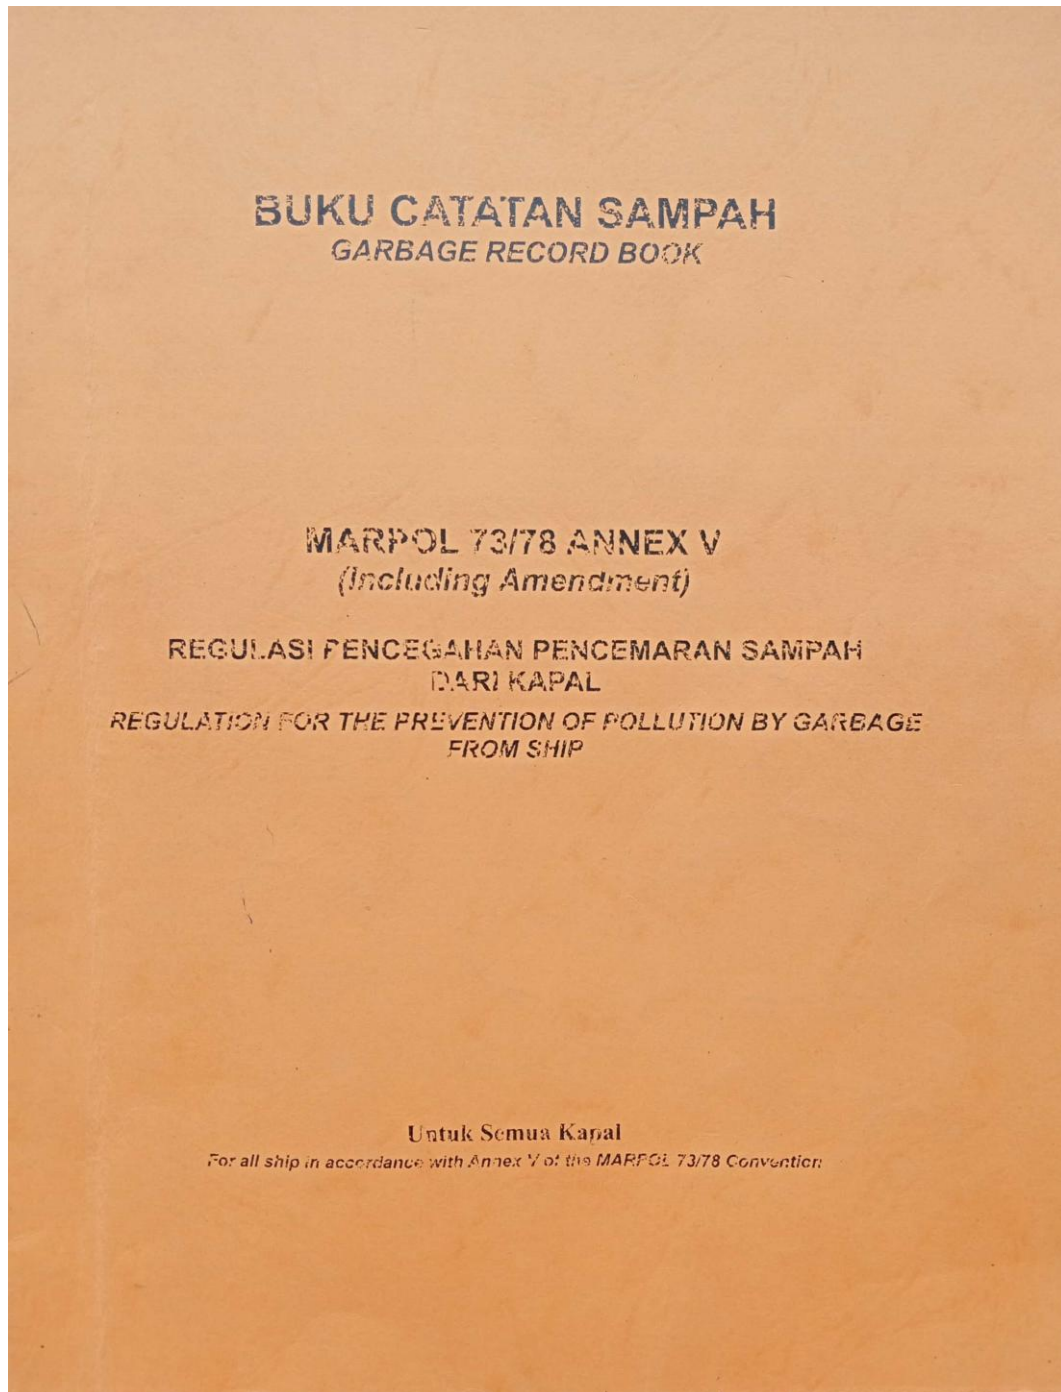 BUKU CATATAN SAMPAH
GARBAGE RECORD BOOK
MARPOL 73/78 ANNEX V
(Including Amendment)
REGULASI PENCEGAHAN PENCEMARAN SAMPAH
DARI KAPAL
REGULATION FOR THE PREVENTION OF POLLUTION BY GARBAGE
FROM SHIP
Untuk Semua Kapal
For all ship in accordance with Annex V of the MARPOL 73/78 Convention